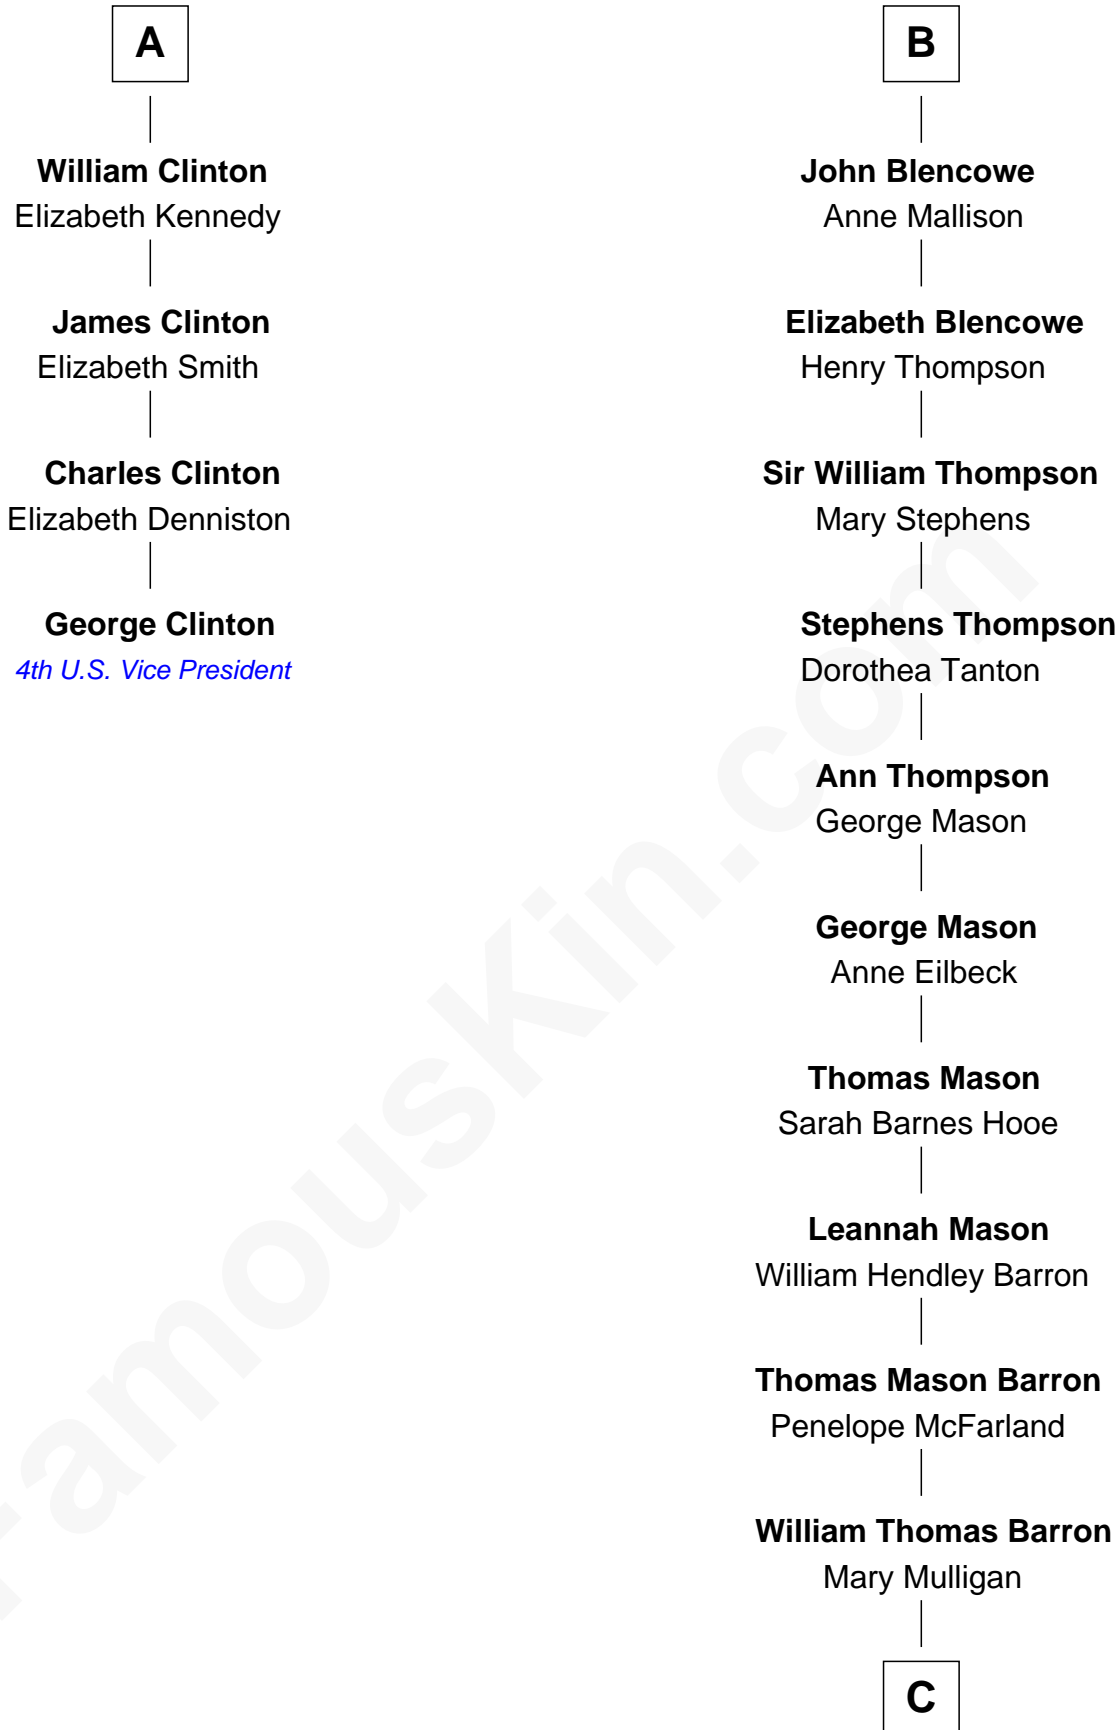 A
William Clinton
Elizabeth Kennedy
James Clinton
Elizabeth Smith
Charles Clinton
Elizabeth Denniston
George Clinton
4th U.S. Vice President
B
John Blencowe
Anne Mallison
Elizabeth Blencowe
Henry Thompson
Sir William Thompson
Mary Stephens
Stephens Thompson
Dorothea Tanton
Ann Thompson
George Mason
George Mason
Anne Eilbeck
Thomas Mason
Sarah Barnes Hooe
Leannah Mason
William Hendley Barron
Thomas Mason Barron
Penelope McFarland
William Thomas Barron
Mary Mulligan
C
FamousKin.com